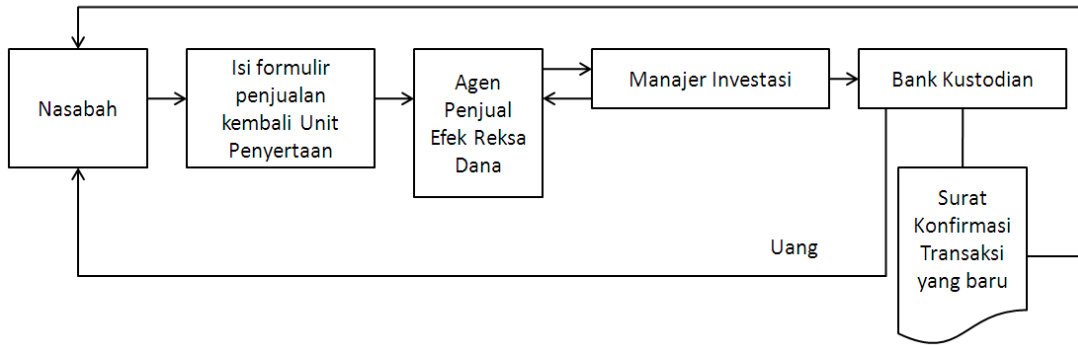 Nasabah
Isi formulir
penjualan
kembali Unit
Penyertaan
Agen
Penjual
Efek Reksa
Dana
Manajer Investasi
Bank Kustodian
Surat
Konfirmasi
Transaksi
yang baru
Uang